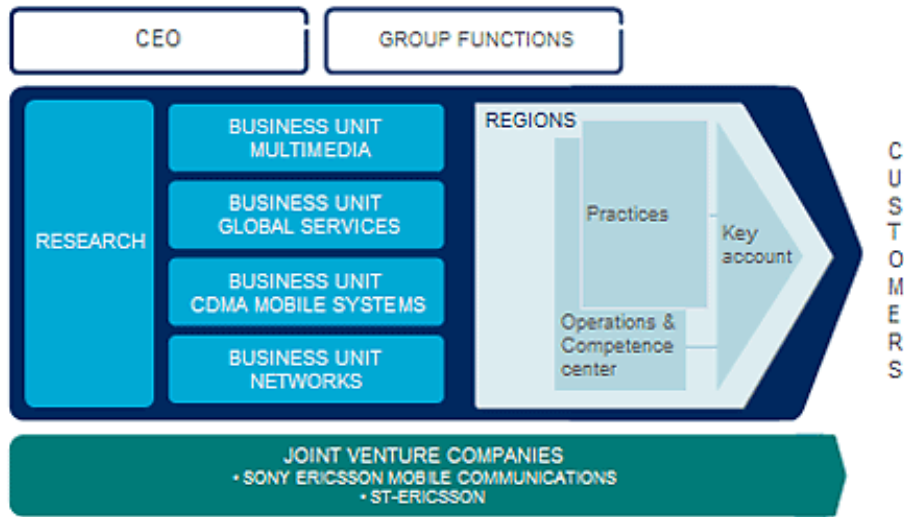 CEO
GROUP FUNCTIONS
RESEARCH
BUSINESS UNIT
MULTIMEDIA
BUSINESS UNIT
GLOBAL SERVICES
BUSINESS UNIT
CDMA MOBILE SYSTEMS
BUSINESS UNIT
NETWORKS
REGIONS
Practices
Operations &
Competence
center
Key
account
CUSTOMERS
JOINT VENTURE COMPANIES
• SONY ERICSSON MOBILE COMMUNICATIONS
• ST-ERICSSON